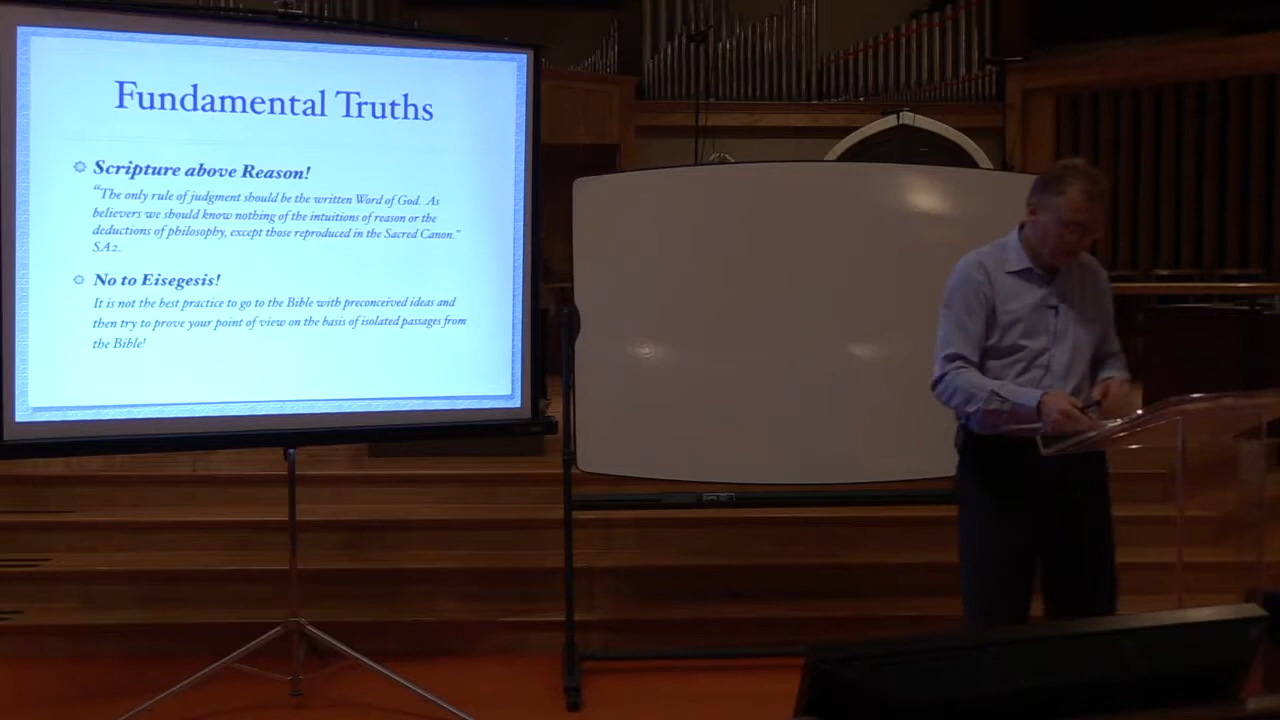 Fundamental Truths
Scripture above Reason!
“The only rule of judgment should be the written Word of God. As
believers we should know nothing of the intuitions of reason or the
deductions of philosophy, except those reproduced in the Sacred Canon.”
SA2.
No to Eisegesis!
It is not the best practice to go to the Bible with preconceived ideas and
then try to prove your point of view on the basis of isolated passages from
the Bible!